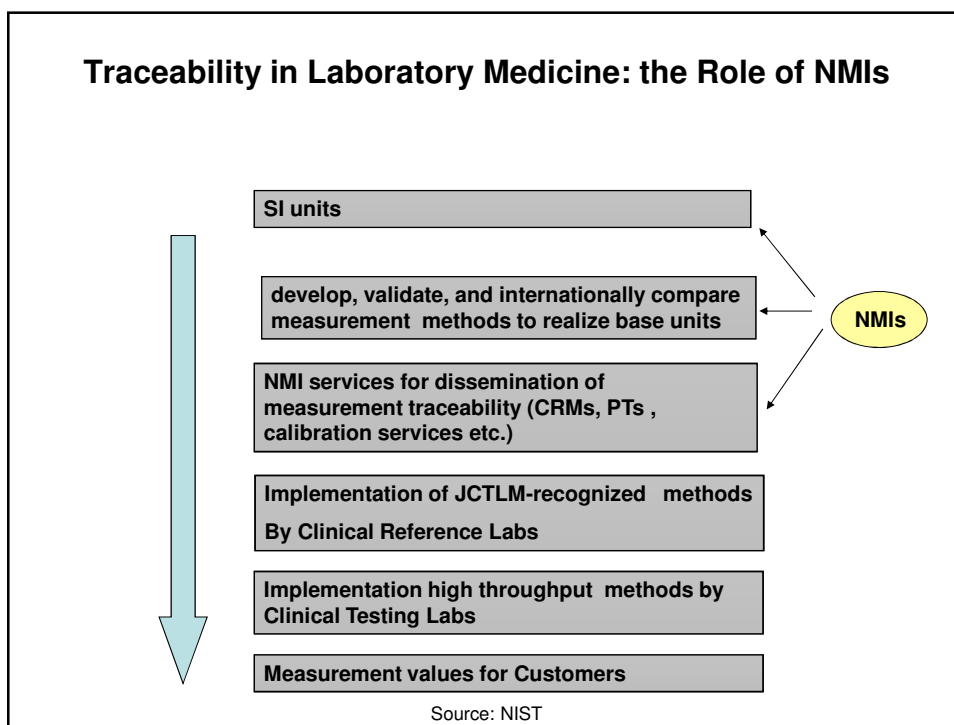 Traceability in Laboratory Medicine: the Role of NMIs
SI units
develop, validate, and internationally compare
measurement methods to realize base units
NMIs
NMI services for dissemination of
measurement traceability (CRMs, PTs ,
calibration services etc.)
Implementation of JCTLM-recognized methods
By Clinical Reference Labs
Implementation high throughput methods by
Clinical Testing Labs
Measurement values for Customers
Source: NIST